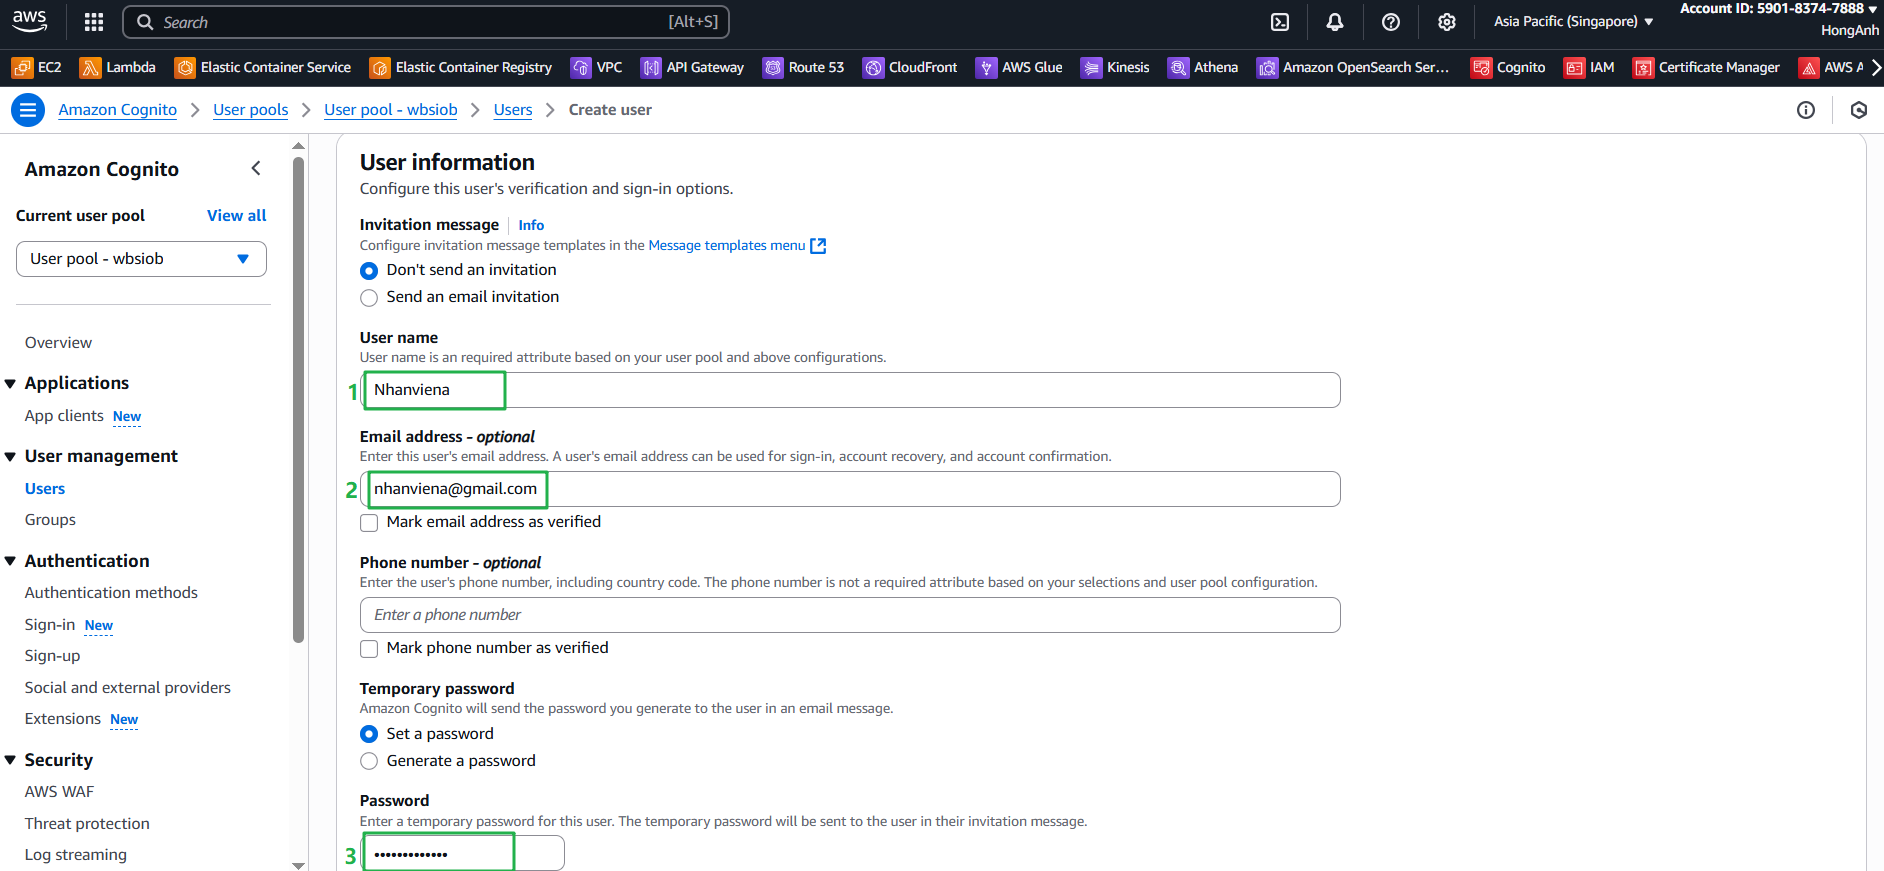 aws
Search
[Alt+S]
Asia Pacific (Singapore)
Account ID: 5901-8374-7888
HongAnh
EC2
Lambda
Elastic Container Service
Elastic Container Registry
VPC
API Gateway
Route 53
CloudFront
AWS Glue
Kinesis
Athena
Amazon OpenSearch Ser...
Cognito
IAM
Certificate Manager
AWS A
Amazon Cognito
User pools
User pool - wbsiob
Users
Create user
Amazon Cognito
Current user pool
View all
User pool - wbsiob
Overview
Applications
App clients New
User management
Users
Groups
Authentication
Authentication methods
Sign-in New
Sign-up
Social and external providers
Extensions New
Security
AWS WAF
Threat protection
Log streaming
User information
Configure this user's verification and sign-in options.
Invitation message Info
Configure invitation message templates in the Message templates menu
Don't send an invitation
Send an email invitation
User name
User name is an required attribute based on your user pool and above configurations.
1 Nhanviena
Email address - optional
Enter this user's email address. A user's email address can be used for sign-in, account recovery, and account confirmation.
2 nhanviena@gmail.com
Mark email address as verified
Phone number - optional
Enter the user's phone number, including country code. The phone number is not a required attribute based on your selections and user pool configuration.
Enter a phone number
Mark phone number as verified
Temporary password
Amazon Cognito will send the password you generate to the user in an email message.
Set a password
Generate a password
Password
Enter a temporary password for this user. The temporary password will be sent to the user in their invitation message.
3 •••••••••••••